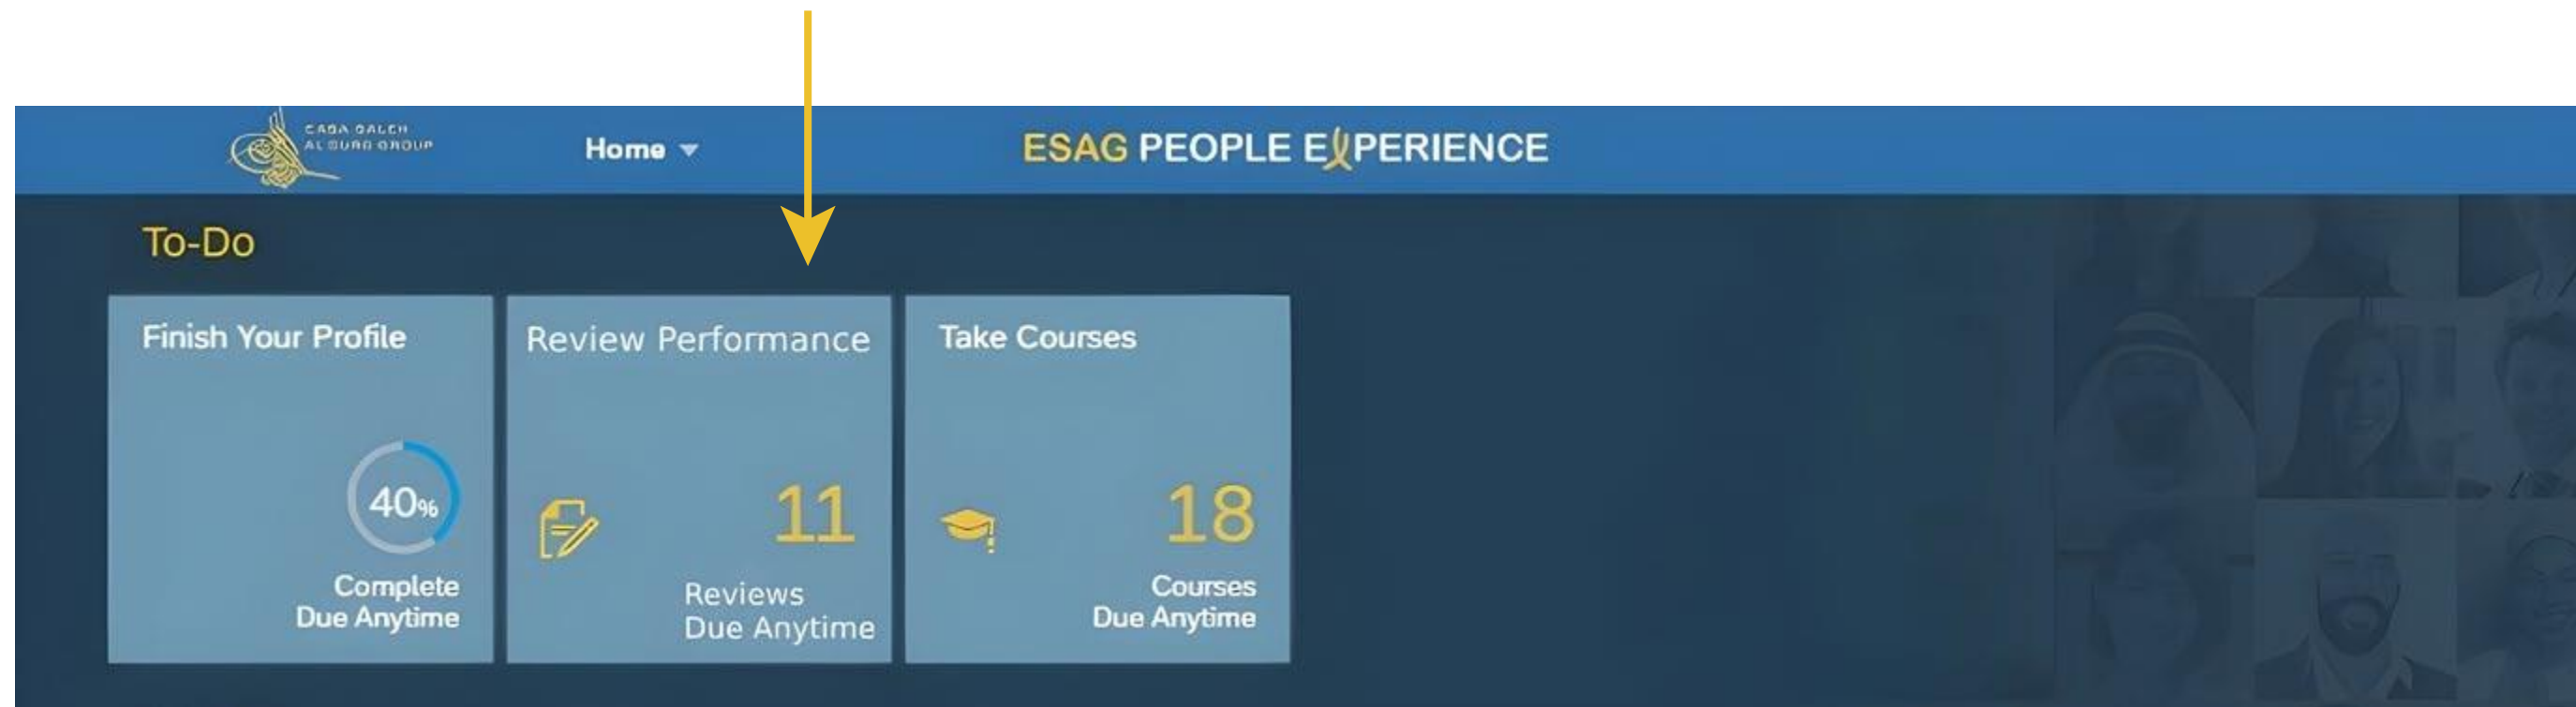 Home
ESAG PEOPLE EXPERIENCE
To-Do
Finish Your Profile
40%
Complete
Due Anytime
Review Performance
11
Reviews
Due Anytime
Take Courses
18
Courses
Due Anytime